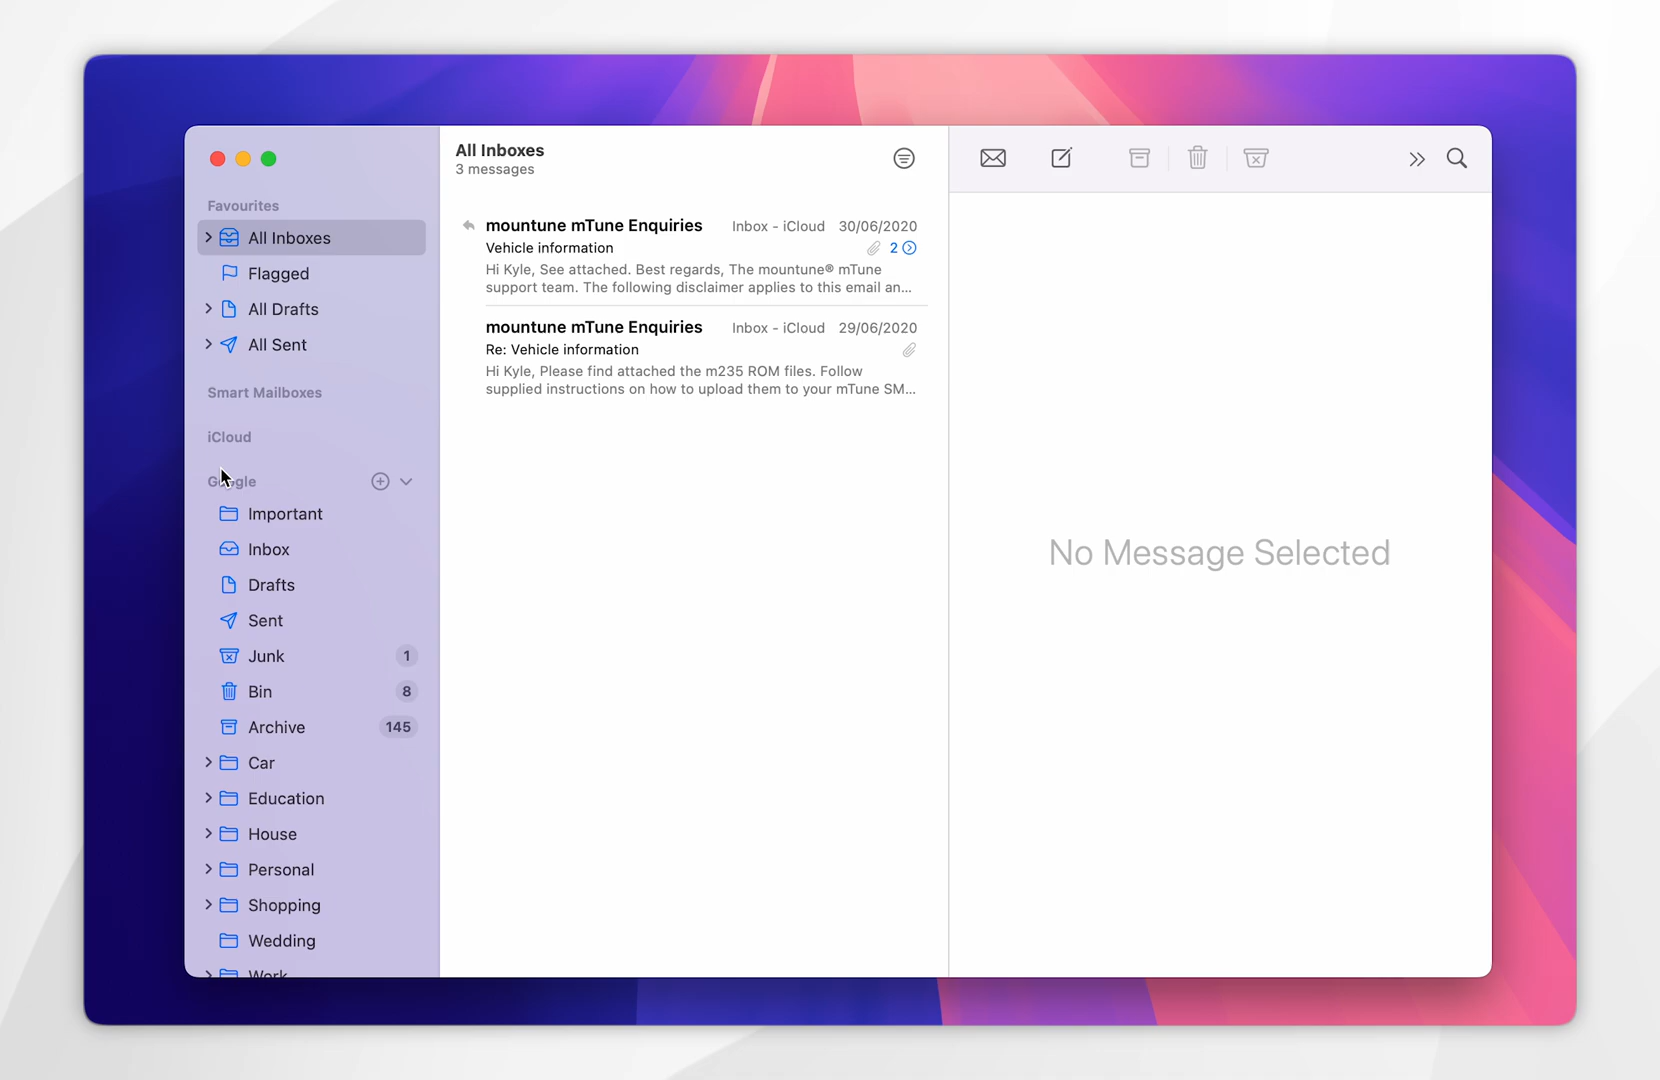 Favourites
All Inboxes
Flagged
All Drafts
All Sent
Smart Mailboxes
iCloud
Google
Important
Inbox
Drafts
Sent
Junk 1
Bin 8
Archive 145
Car
Education
House
Personal
Shopping
Wedding
Work
All Inboxes
3 messages
mountune mTune Enquiries Inbox - iCloud 30/06/2020
Vehicle information 2
Hi Kyle, See attached. Best regards, The mountune® mTune
support team. The following disclaimer applies to this email an...
mountune mTune Enquiries Inbox - iCloud 29/06/2020
Re: Vehicle information
Hi Kyle, Please find attached the m235 ROM files. Follow
supplied instructions on how to upload them to your mTune SM...
No Message Selected